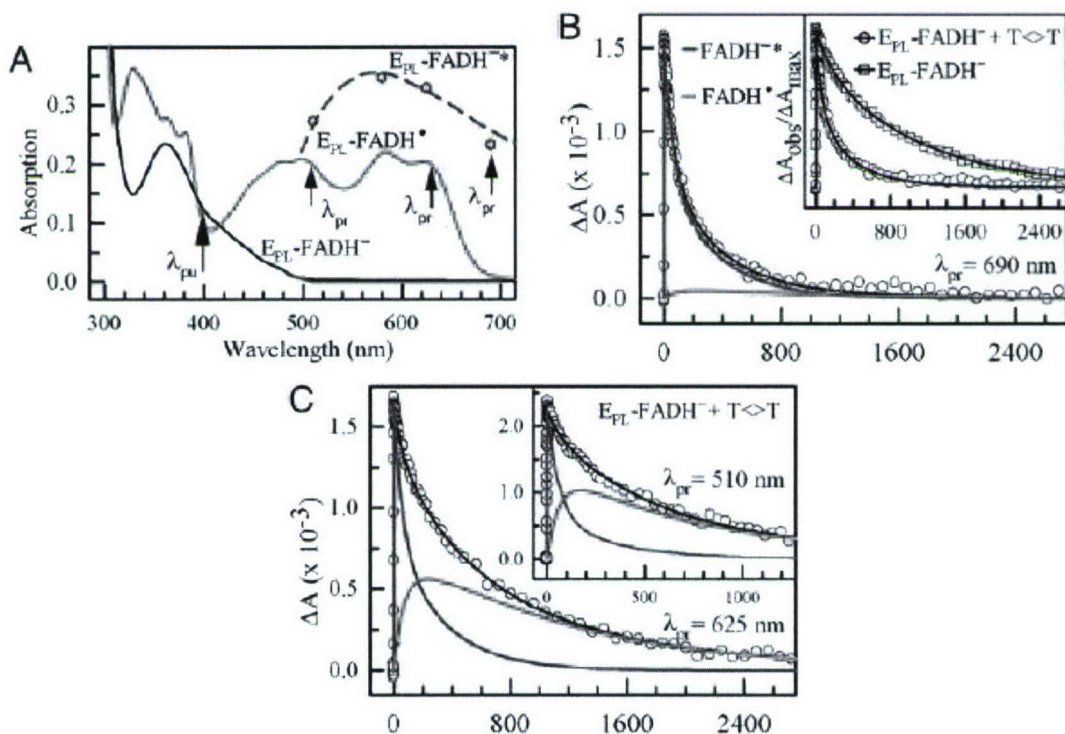 A
Absorption
0.3
0.2
0.1
0.0
E_PL-FADH⁻*
E_PL-FADH•
E_PL-FADH⁻
λ_pu
λ_pr
λ_pr
λ_pr
300 400 500 600 700
Wavelength (nm)
B
ΔA (x 10⁻³)
1.5
1.0
0.5
0.0
FADH⁻*
FADH•
ΔA_obs/ΔA_max
E_PL-FADH⁻ + T<>T
E_PL-FADH⁻
0 800 1600 2400
λ_pr = 690 nm
0 800 1600 2400
C
ΔA (x 10⁻³)
1.5
1.0
0.5
0.0
2.0
1.0
0.0
E_PL-FADH⁻ + T<>T
λ_pr = 510 nm
0 500 1000
λ_pr = 625 nm
0 800 1600 2400